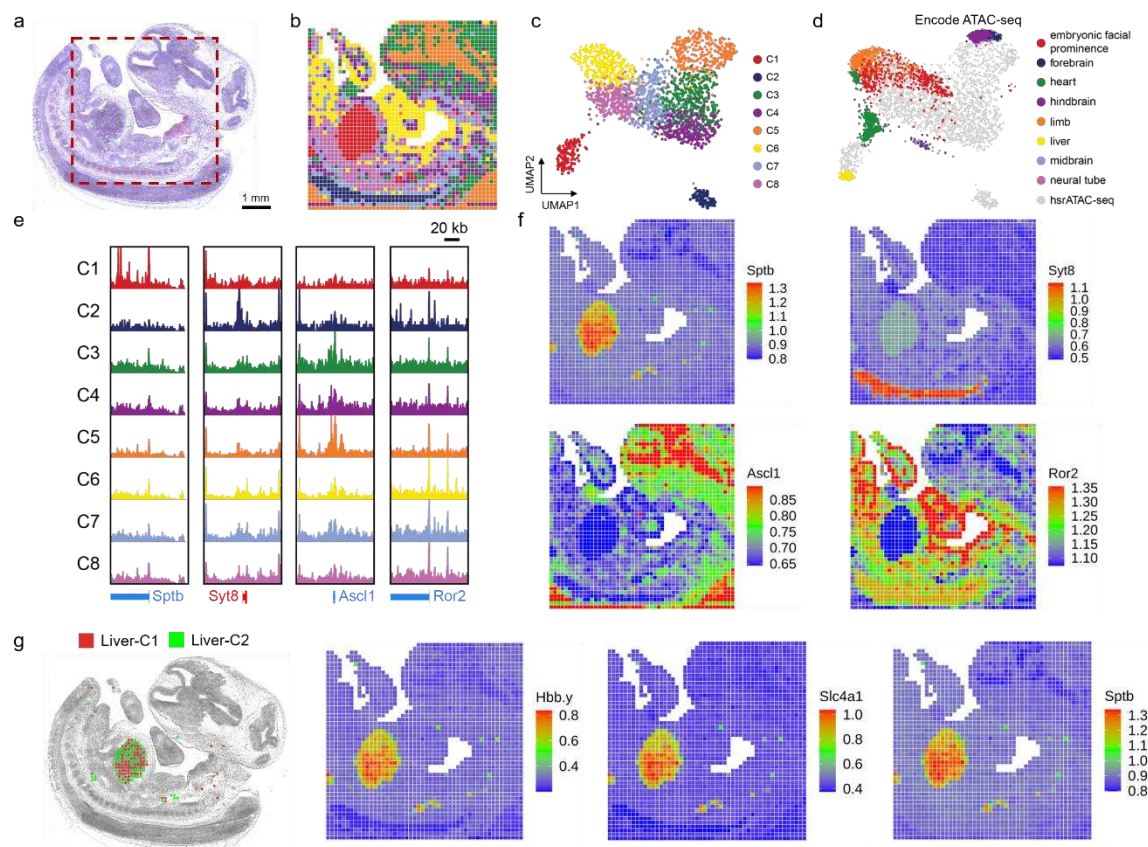 a
1 mm
b
c
UMAP2
UMAP1
C1
C2
C3
C4
C5
C6
C7
C8
d
Encode ATAC-seq
embryonic facial
prominence
forebrain
heart
hindbrain
limb
liver
midbrain
neural tube
hsrATAC-seq
e
20 kb
C1
C2
C3
C4
C5
C6
C7
C8
Sptb
Syt8
Ascl1
Ror2
f
Sptb
1.3
1.2
1.1
1.0
0.9
0.8
Syt8
1.1
1.0
0.9
0.8
0.7
0.6
0.5
Ascl1
0.85
0.80
0.75
0.70
0.65
Ror2
1.35
1.30
1.25
1.20
1.15
1.10
g
Liver-C1 Liver-C2
Hbb.y
0.8
0.6
0.4
Slc4a1
1.0
0.8
0.6
0.4
Sptb
1.3
1.2
1.1
1.0
0.9
0.8